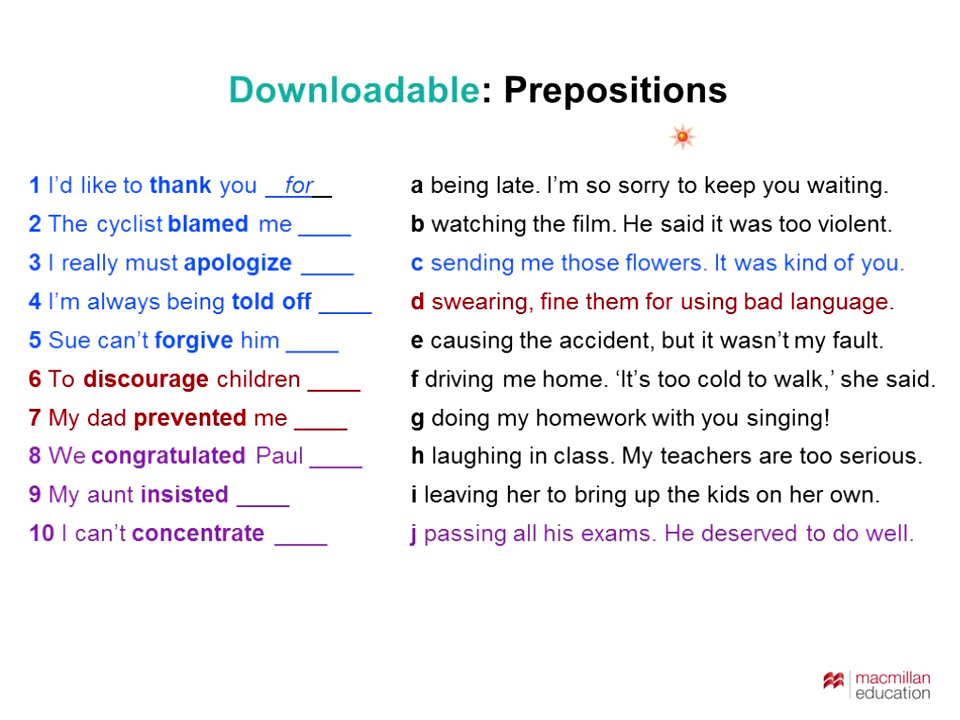 Downloadable: Prepositions
1 I’d like to thank you __for__
a being late. I’m so sorry to keep you waiting.
2 The cyclist blamed me ____
b watching the film. He said it was too violent.
3 I really must apologize ____
c sending me those flowers. It was kind of you.
4 I’m always being told off ____
d swearing, fine them for using bad language.
5 Sue can’t forgive him ____
e causing the accident, but it wasn’t my fault.
6 To discourage children ____
f driving me home. ‘It’s too cold to walk,’ she said.
7 My dad prevented me ____
g doing my homework with you singing!
8 We congratulated Paul ____
h laughing in class. My teachers are too serious.
9 My aunt insisted ____
i leaving her to bring up the kids on her own.
10 I can’t concentrate ____
j passing all his exams. He deserved to do well.
macmillan
education